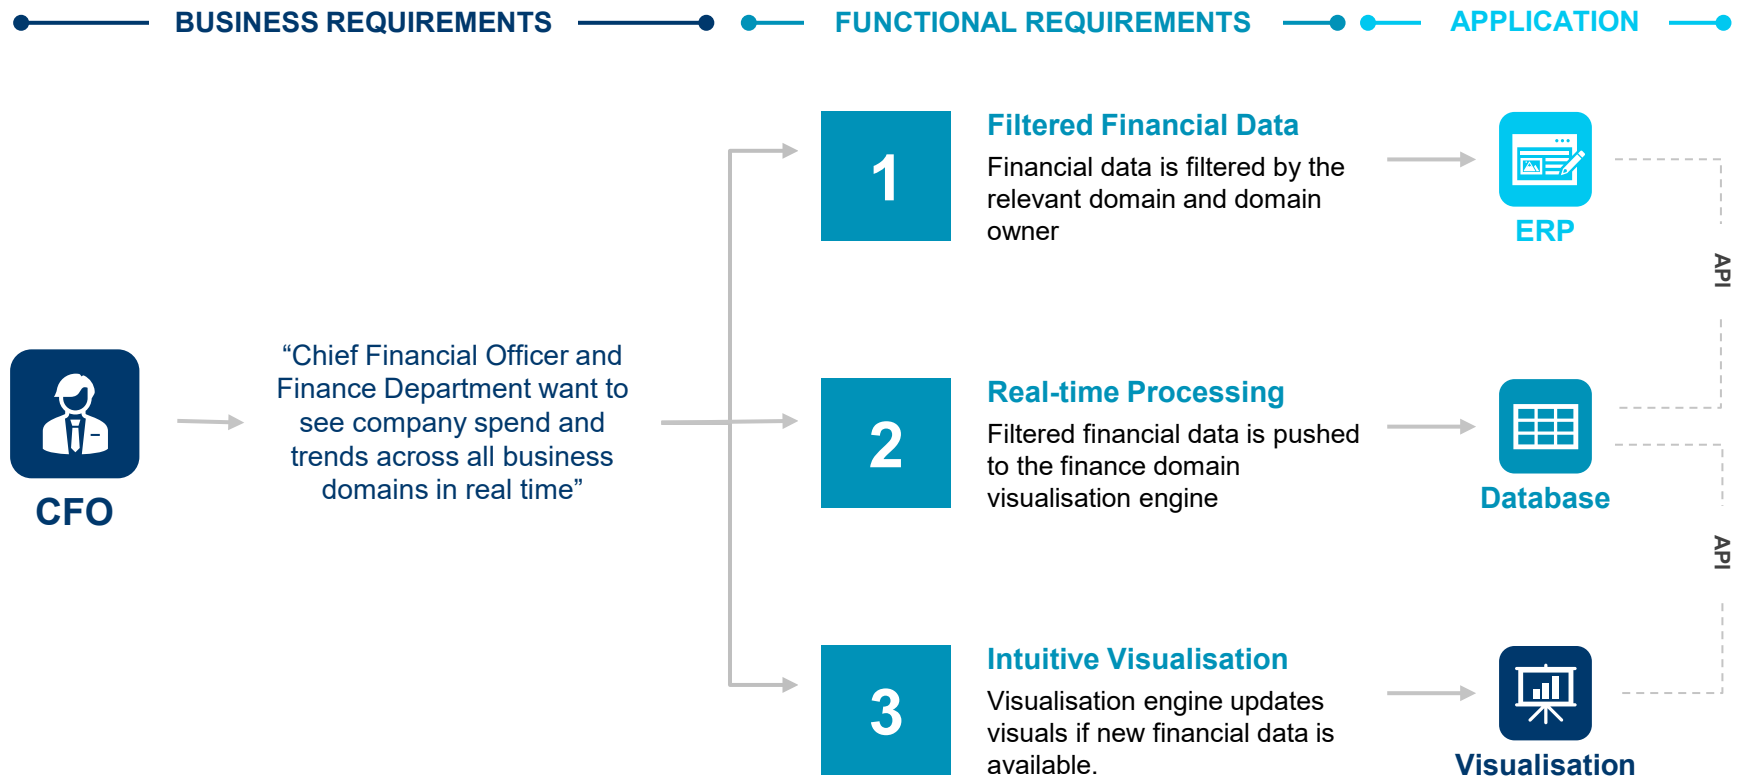 BUSINESS REQUIREMENTS
FUNCTIONAL REQUIREMENTS
APPLICATION
CFO
“Chief Financial Officer and
Finance Department want to
see company spend and
trends across all business
domains in real time”
1
Filtered Financial Data
Financial data is filtered by the
relevant domain and domain
owner
ERP
API
2
Real-time Processing
Filtered financial data is pushed
to the finance domain
visualisation engine
Database
API
3
Intuitive Visualisation
Visualisation engine updates
visuals if new financial data is
available.
Visualisation